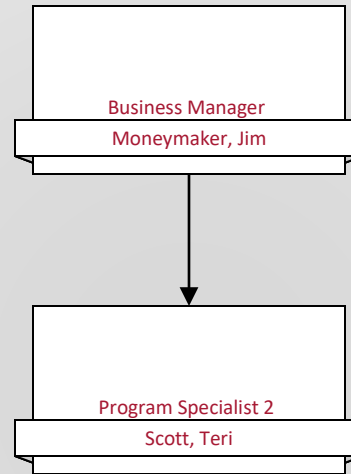 Business Manager
Moneymaker, Jim
Program Specialist 2
Scott, Teri